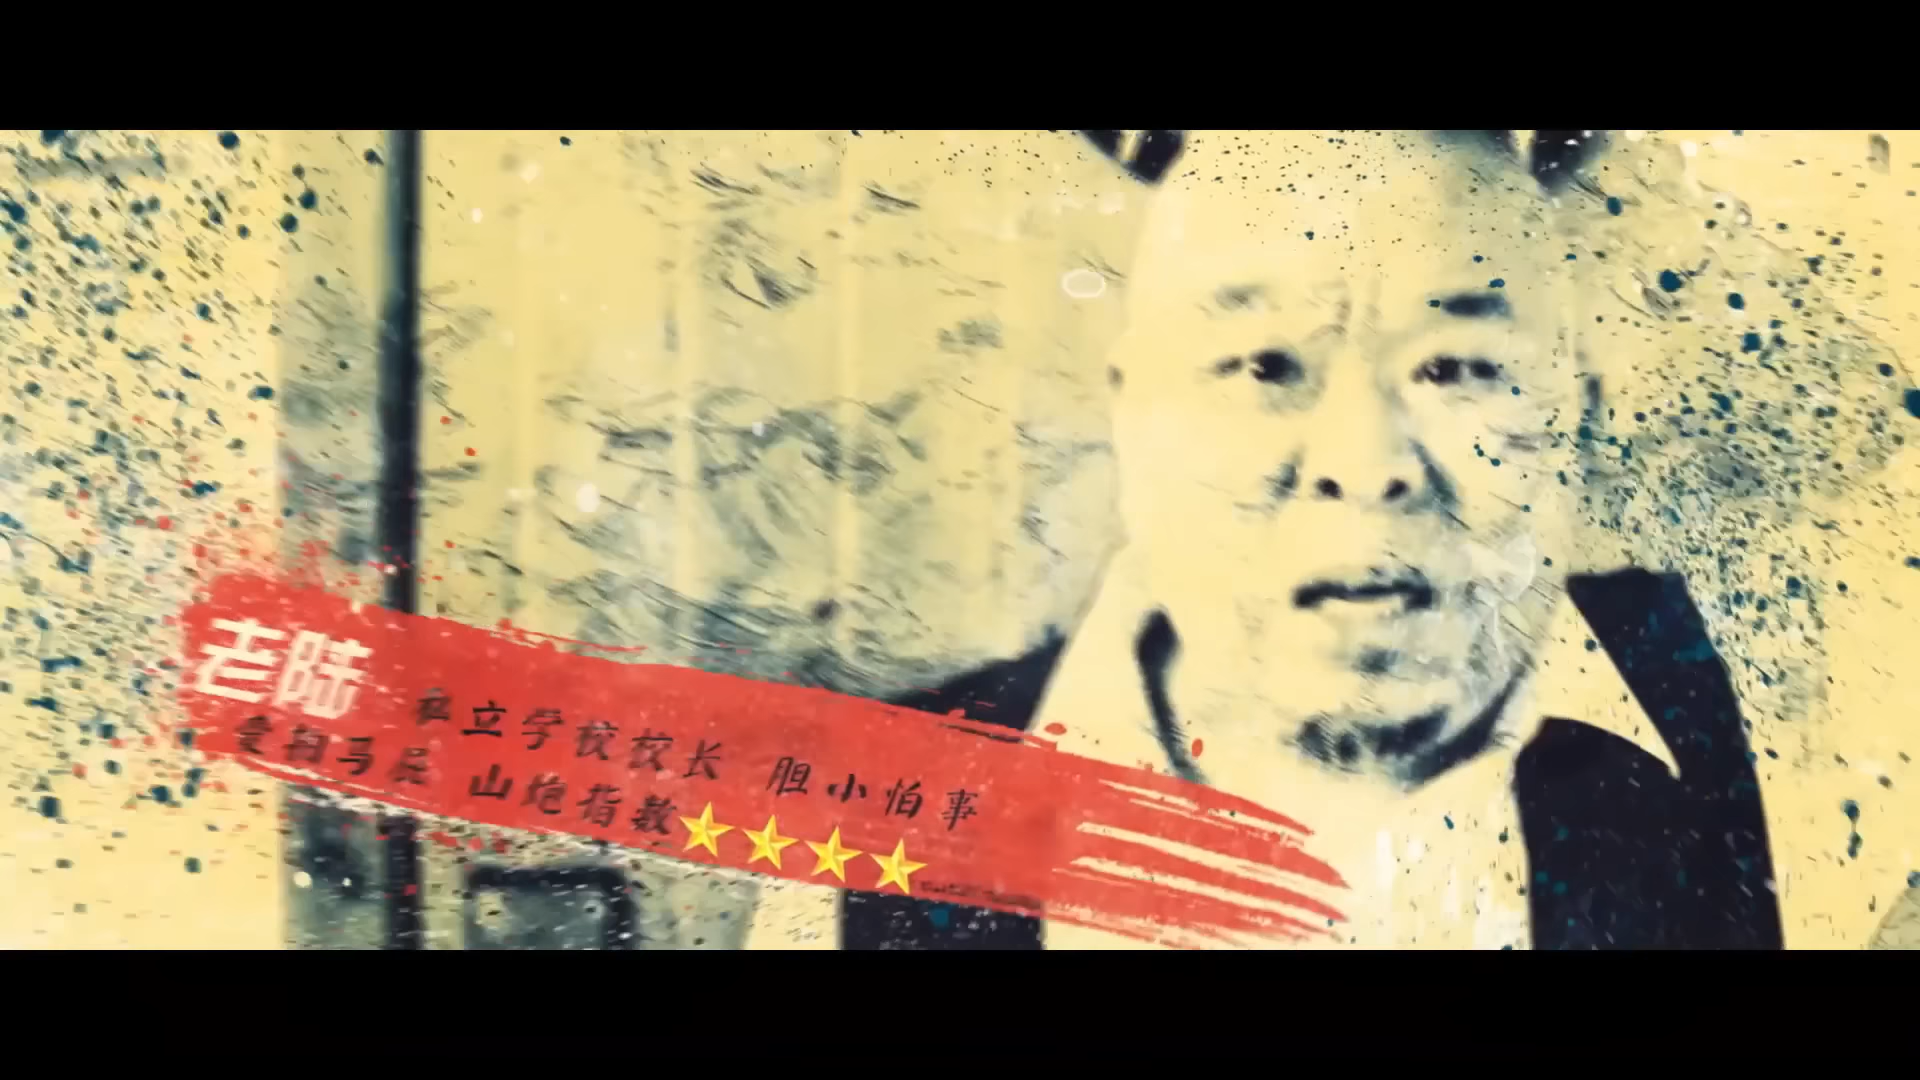 老陆
私立学校校长 胆小怕事
爱拍马屁 山炮指数